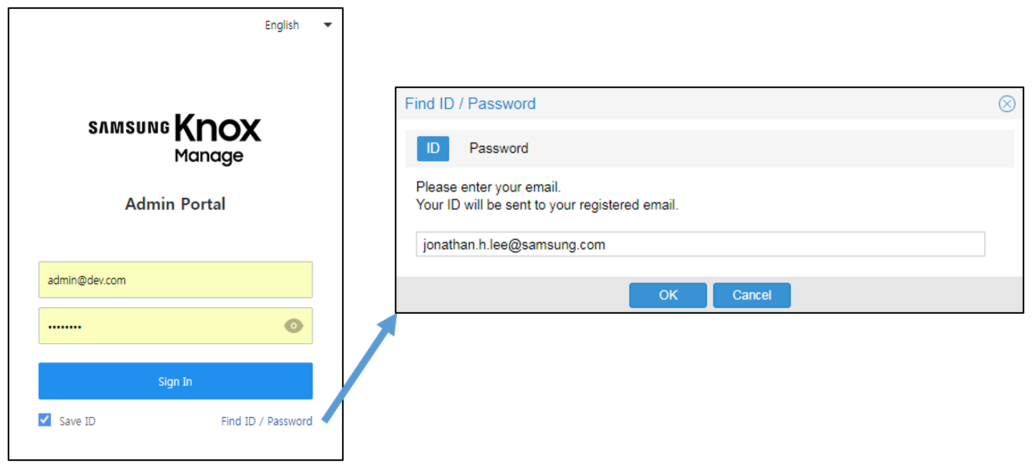 English
SAMSUNG Knox
Manage
Admin Portal
admin@dev.com
••••••••
Sign In
Save ID
Find ID / Password
Find ID / Password
ID Password
Please enter your email.
Your ID will be sent to your registered email.
jonathan.h.lee@samsung.com
OK Cancel